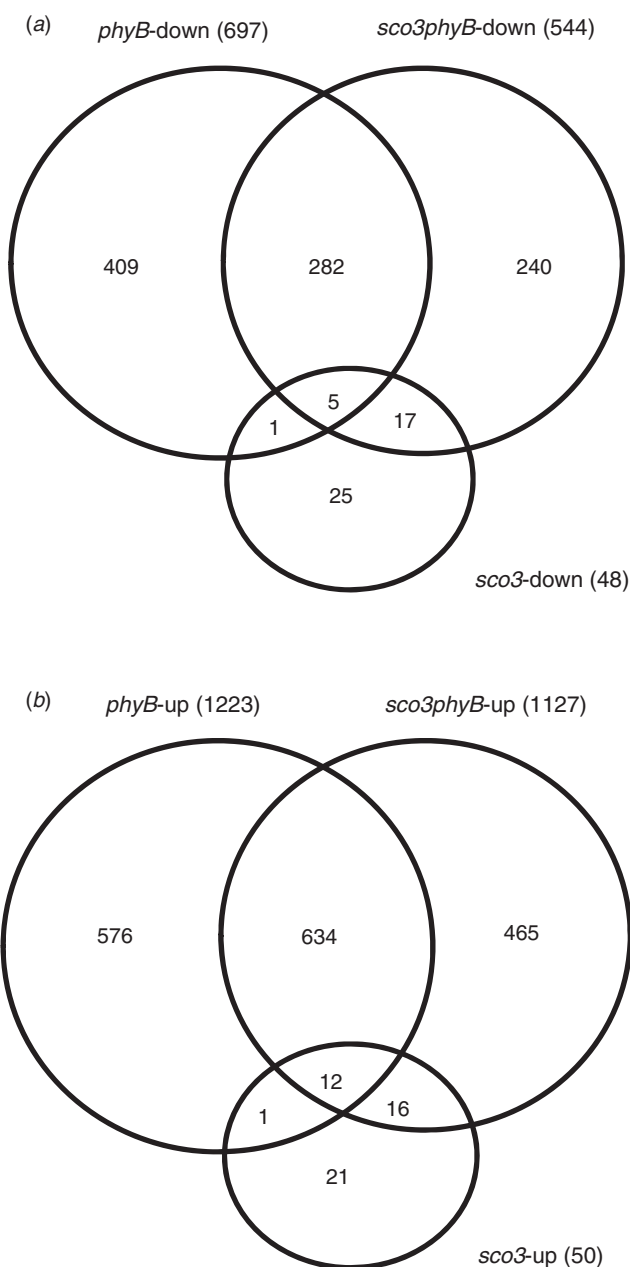 (a) phyB-down (697) sco3phyB-down (544)
409 282 240
5
1 17
25
sco3-down (48)
(b) phyB-up (1223) sco3phyB-up (1127)
576 634 465
12
1 16
21
sco3-up (50)